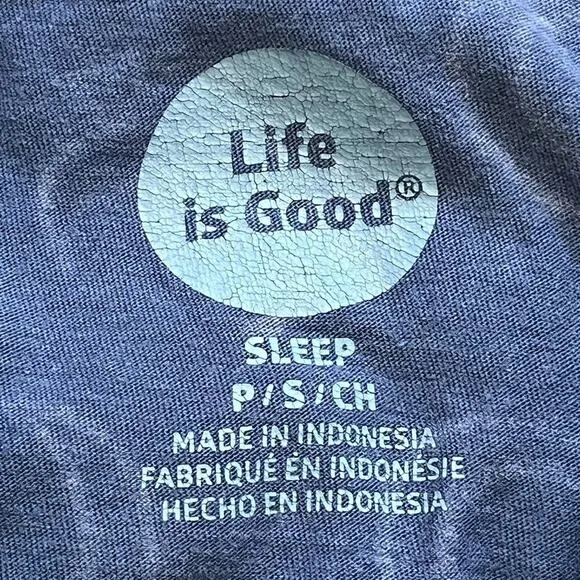 Life
is Good®
SLEEP
P/S/CH
MADE IN INDONESIA
FABRIQUÉ EN INDONÉSIE
HECHO EN INDONESIA